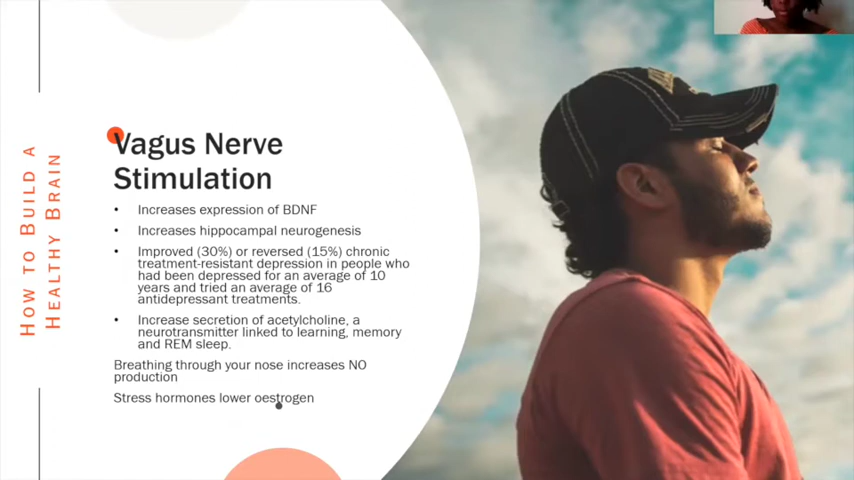 How to Build a
Healthy Brain
Vagus Nerve
Stimulation
• Increases expression of BDNF
• Increases hippocampal neurogenesis
• Improved (30%) or reversed (15%) chronic
treatment-resistant depression in people who
had been depressed for an average of 10
years and tried an average of 16
antidepressant treatments.
• Increase secretion of acetylcholine, a
neurotransmitter linked to learning, memory
and REM sleep.
Breathing through your nose increases NO
production
Stress hormones lower oestrogen